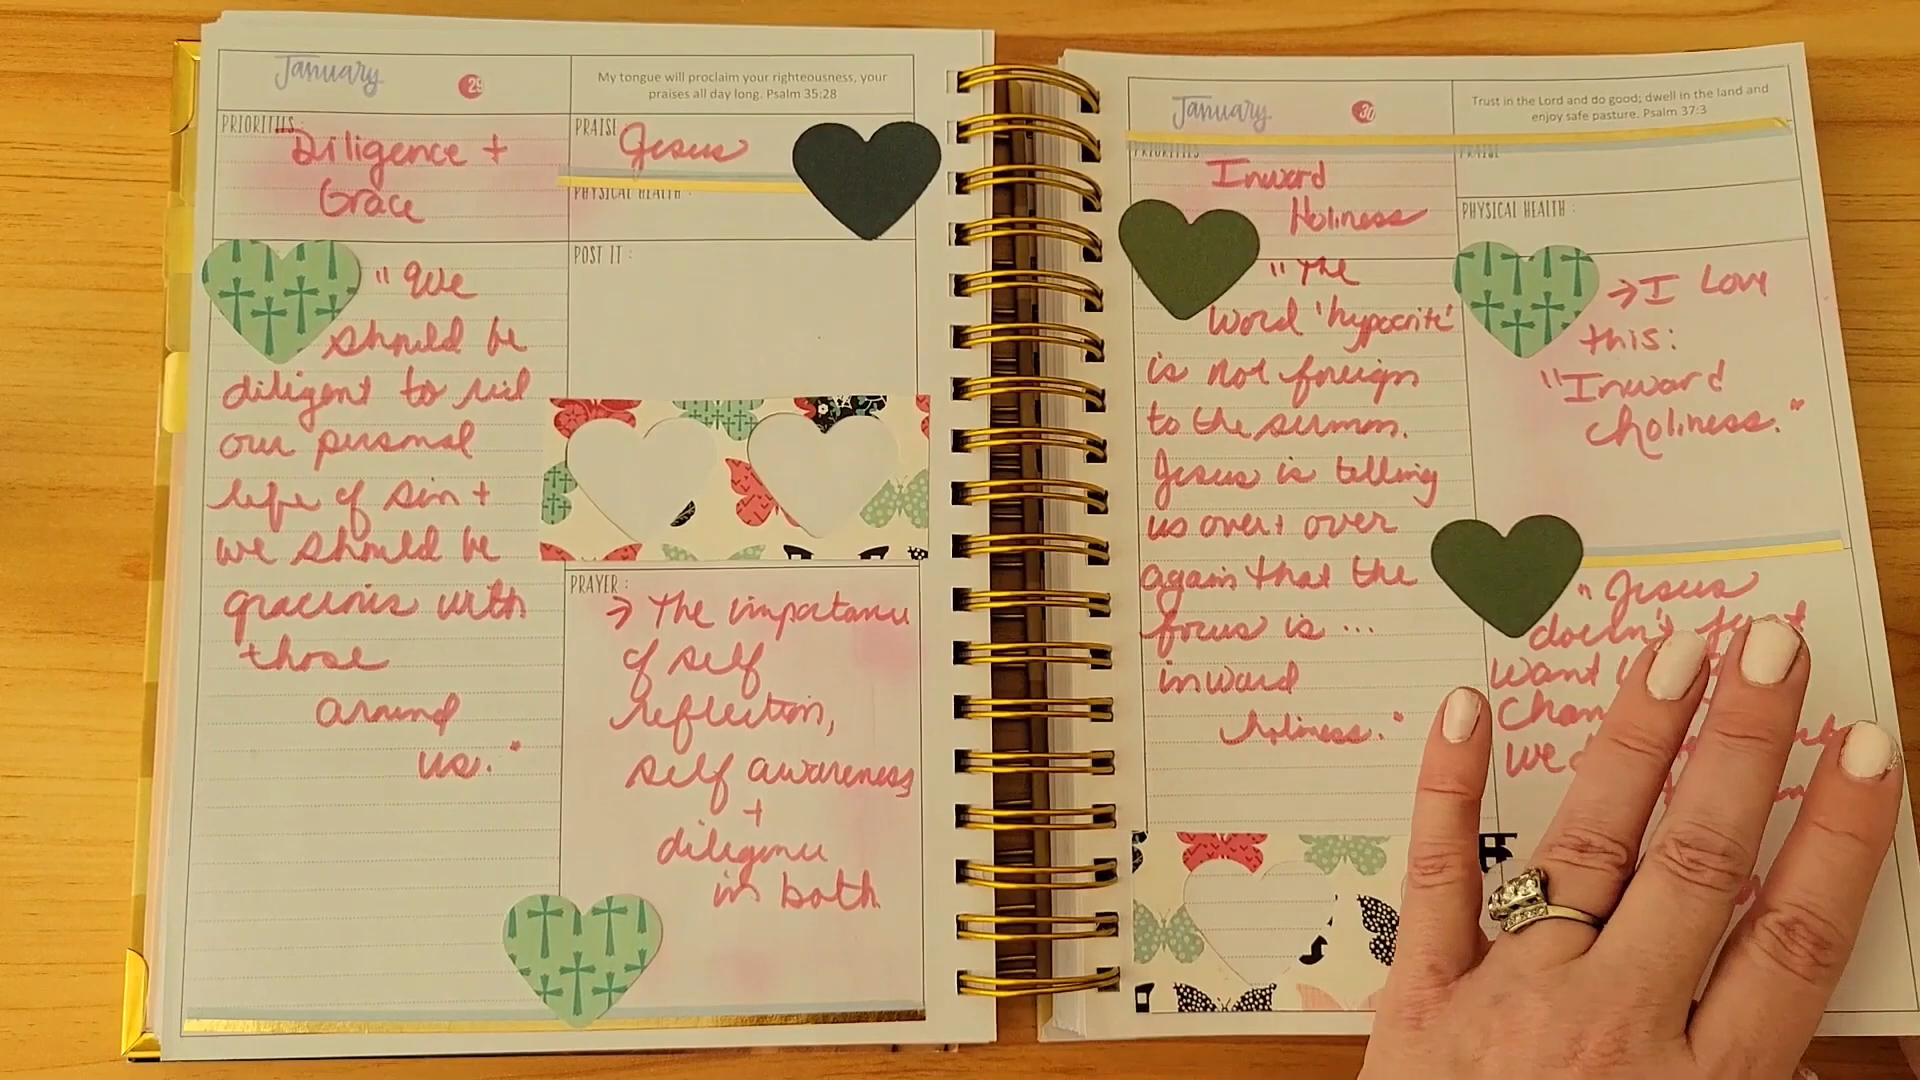 January 29
My tongue will proclaim your righteousness, your
praises all day long. Psalm 35:28
PRIORITIES:
Diligence +
Grace
PRAISE:
Jesus
PHYSICAL HEALTH:
"We
should be
diligent to rid
our personal
life of sin +
we should be
gracious with
those
around
us."
POST IT:
PRAYER:
→ The importance
of self
reflection,
self awareness
+
diligence
in both
January 30
Trust in the Lord and do good; dwell in the land and
enjoy safe pasture. Psalm 37:3
PRIORITIES
Inward
Holiness
PRAISE
PHYSICAL HEALTH:
"The
word 'hypocrite'
is not foreign
to the sermon.
Jesus is telling
us over + over
again that the
focus is ...
inward
holiness."
→ I Love
this:
"Inward
holiness."
"Jesus
doesn't just
want
we